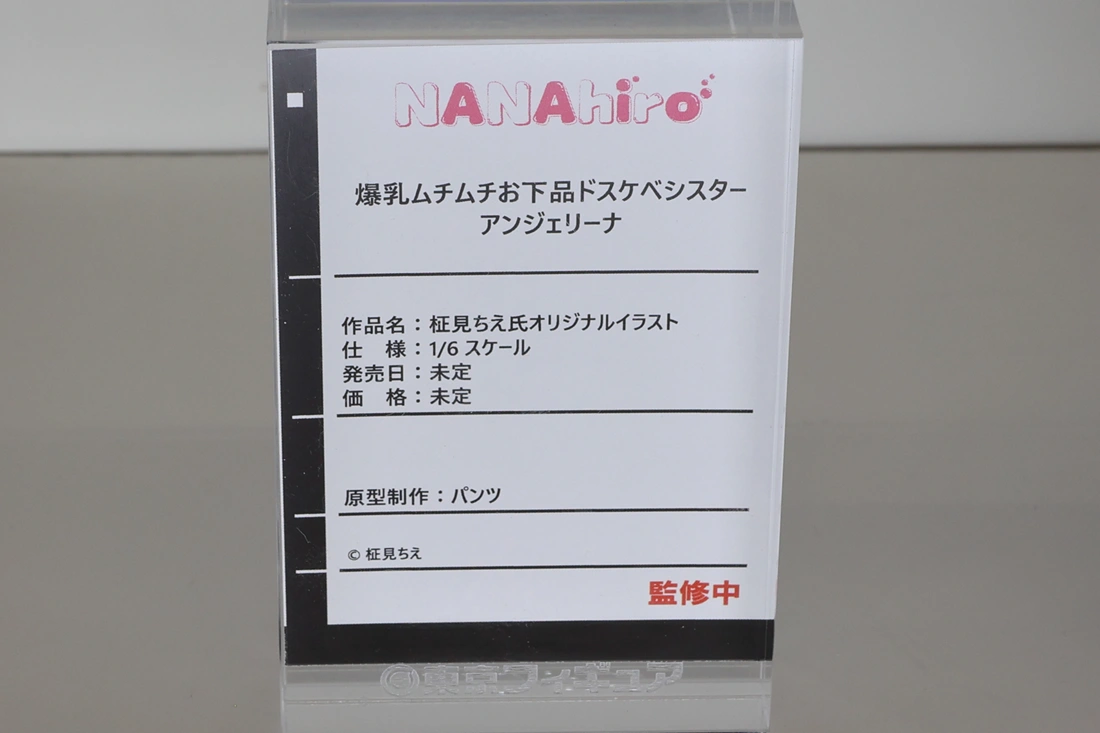 NANAhiro
爆乳ムチムチお下品ドスケベシスター
アンジェリーナ
作品名：柾見ちえ氏オリジナルイラスト
仕　様：1/6 スケール
発売日：未定
価　格：未定
原型制作：パンツ
© 柾見ちえ
監修中
©東京フィギュア